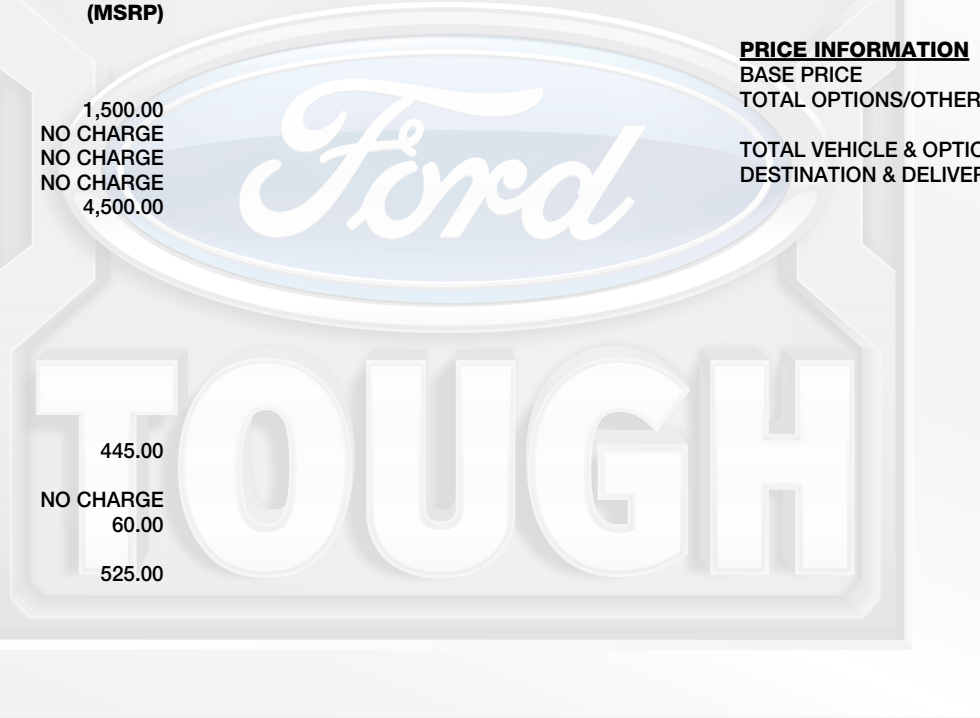 (MSRP)
1,500.00
NO CHARGE
NO CHARGE
NO CHARGE
4,500.00
445.00
NO CHARGE
60.00
525.00
PRICE INFORMATION
BASE PRICE
TOTAL OPTIONS/OTHER
TOTAL VEHICLE & OPTIO
DESTINATION & DELIVER
Ford
TOUGH